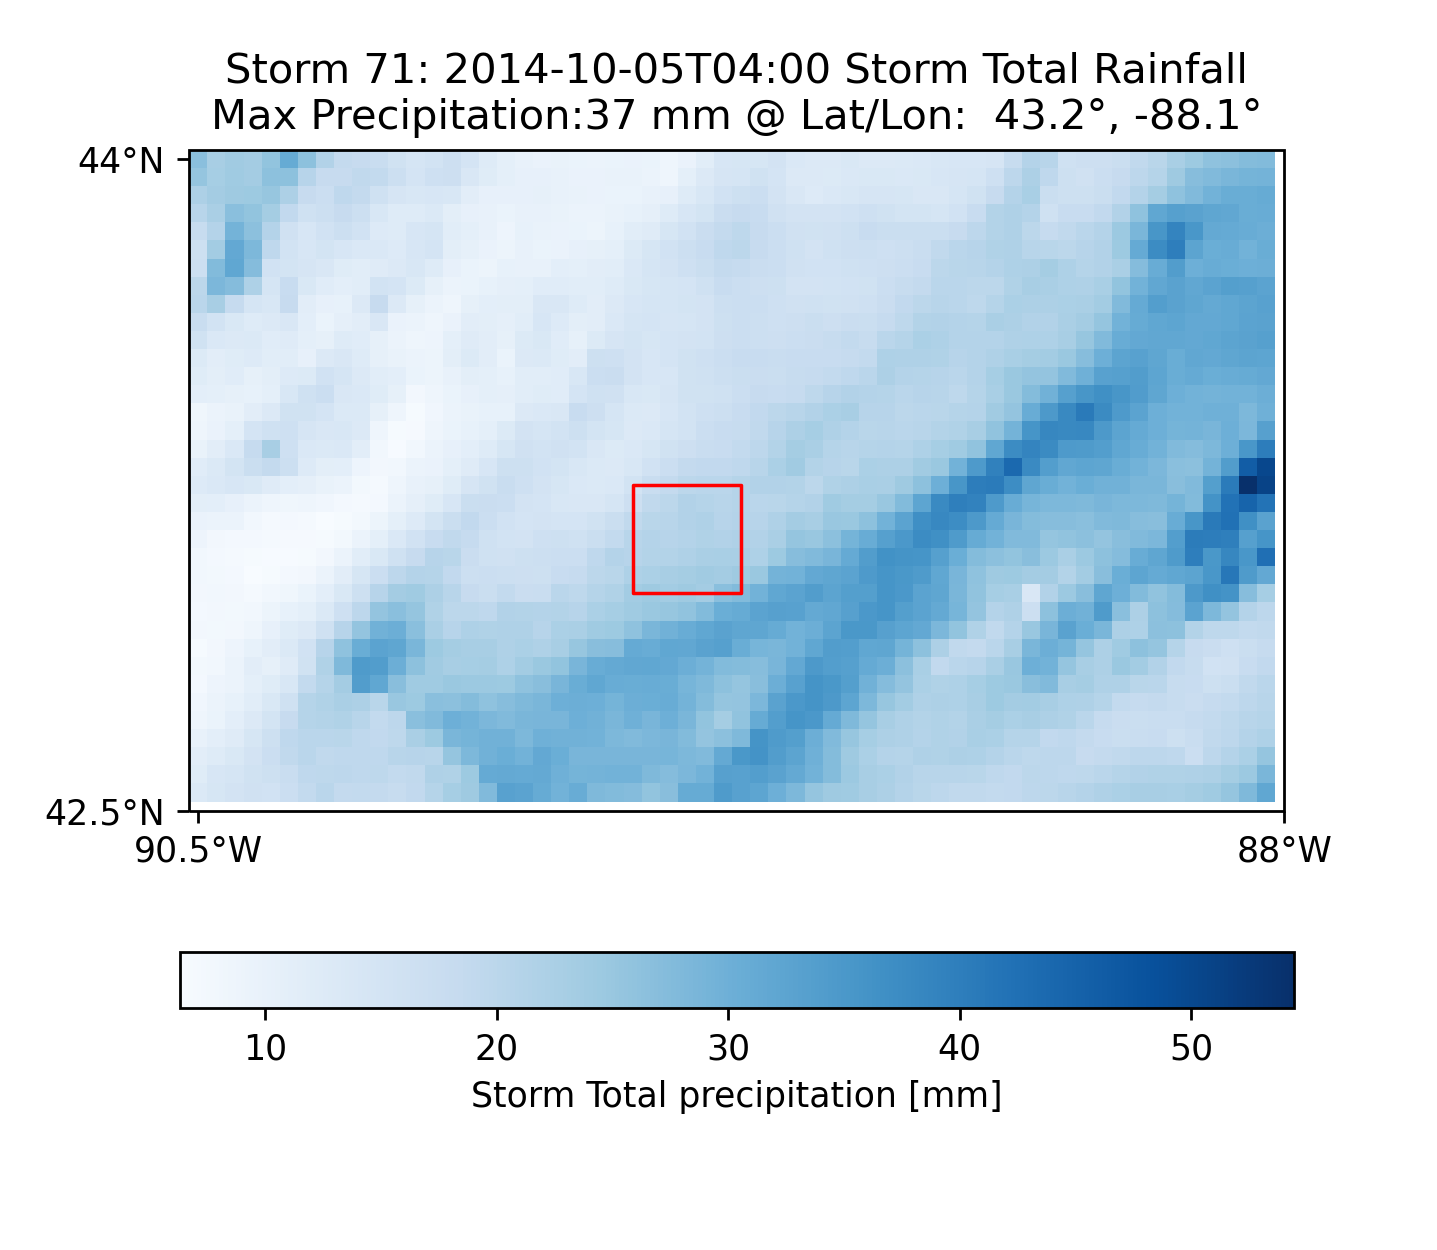 Storm 71: 2014-10-05T04:00 Storm Total Rainfall
Max Precipitation:37 mm @ Lat/Lon:  43.2°, -88.1°
44°N
42.5°N
90.5°W 88°W
10 20 30 40 50
Storm Total precipitation [mm]